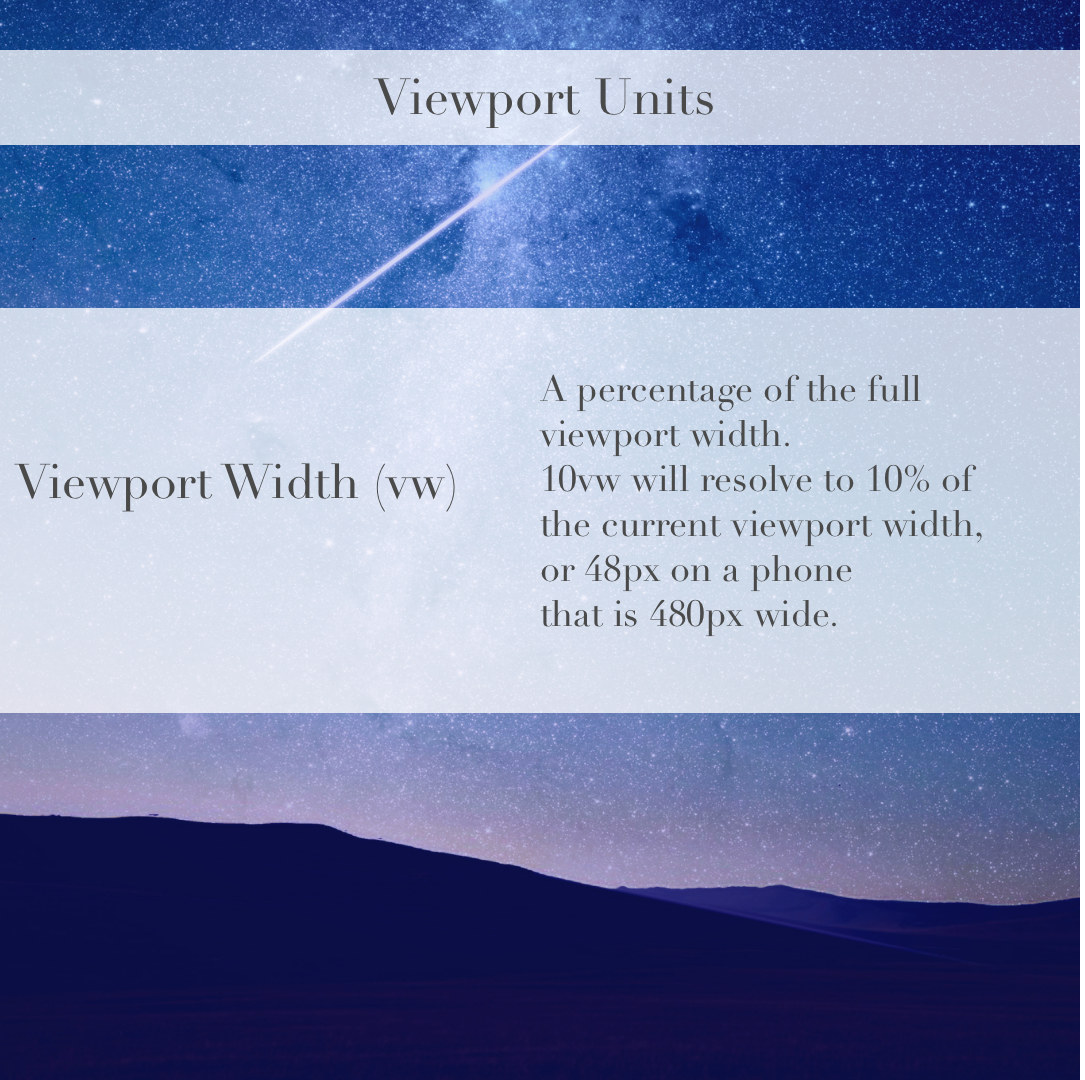 Viewport Units
Viewport Width (vw)
A percentage of the full
viewport width.
10vw will resolve to 10% of
the current viewport width,
or 48px on a phone
that is 480px wide.